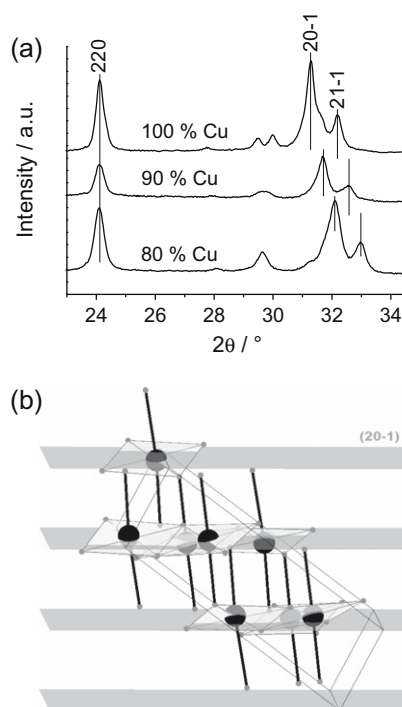 (a)
220
20-1
21-1
100 % Cu
90 % Cu
80 % Cu
Intensity / a.u.
24 26 28 30 32 34
2θ / °
(b)
(20-1)